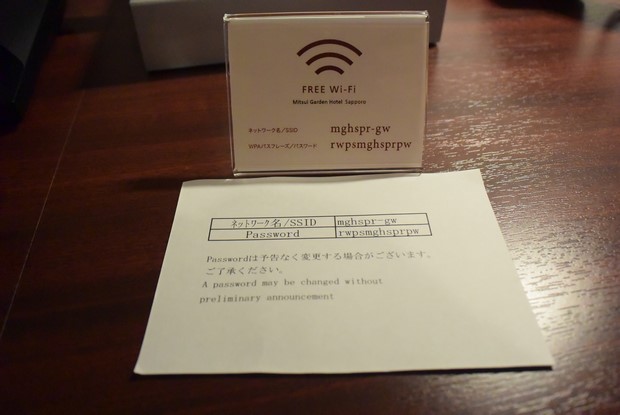 FREE Wi-Fi
Mitsui Garden Hotel Sapporo
ネットワーク名/SSID mghspr-gw
WPAパスフレーズ/パスワード rwpsmghsprpw
ネットワーク名/SSID mghspr-gw
Password rwpsmghsprpw
Passwordは予告なく変更する場合がございます。
ご了承ください。
A password may be changed without
preliminary announcement